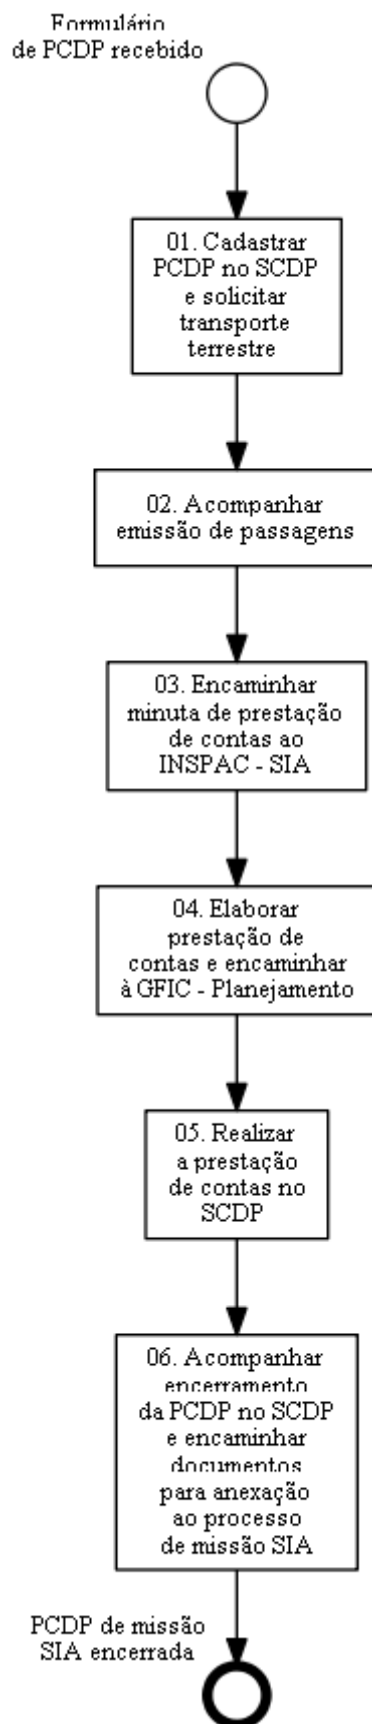 Formulário
de PCDP recebido
01. Cadastrar
PCDP no SCDP
e solicitar
transporte
terrestre
02. Acompanhar
emissão de passagens
03. Encaminhar
minuta de prestação
de contas ao
INSPAC - SIA
04. Elaborar
prestação de
contas e encaminhar
à GFIC - Planejamento
05. Realizar
a prestação
de contas no
SCDP
06. Acompanhar
encerramento
da PCDP no SCDP
e encaminhar
documentos
para anexação
ao processo
de missão SIA
PCDP de missão
SIA encerrada